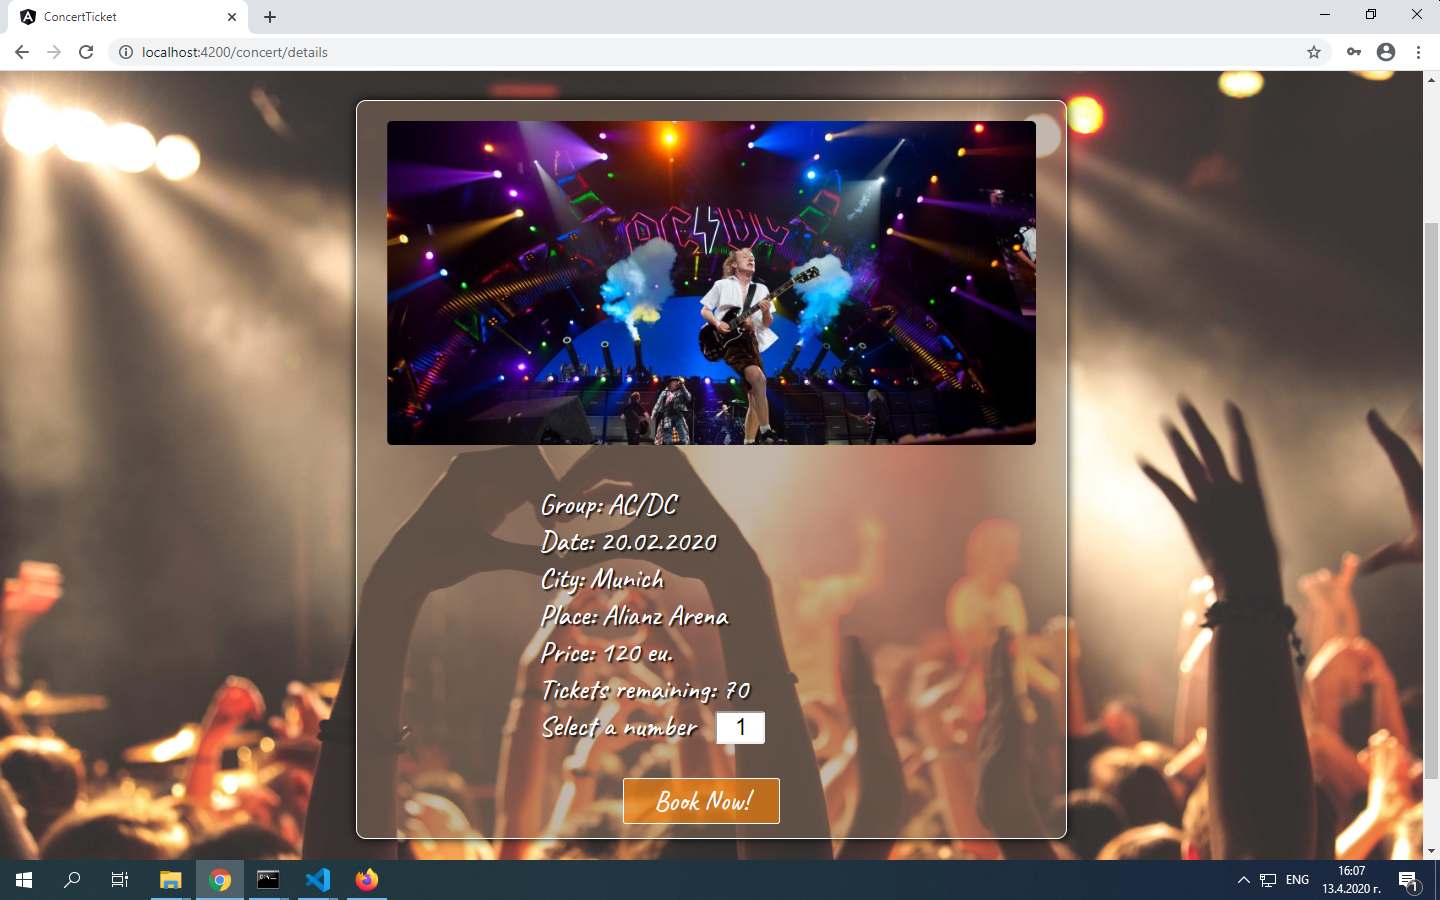 ConcertTicket
localhost:4200/concert/details
Group: AC/DC
Date: 20.02.2020
City: Munich
Place: Alianz Arena
Price: 120 eu.
Tickets remaining: 70
Select a number 1
Book Now!
ENG
16:07
13.4.2020 г.
1